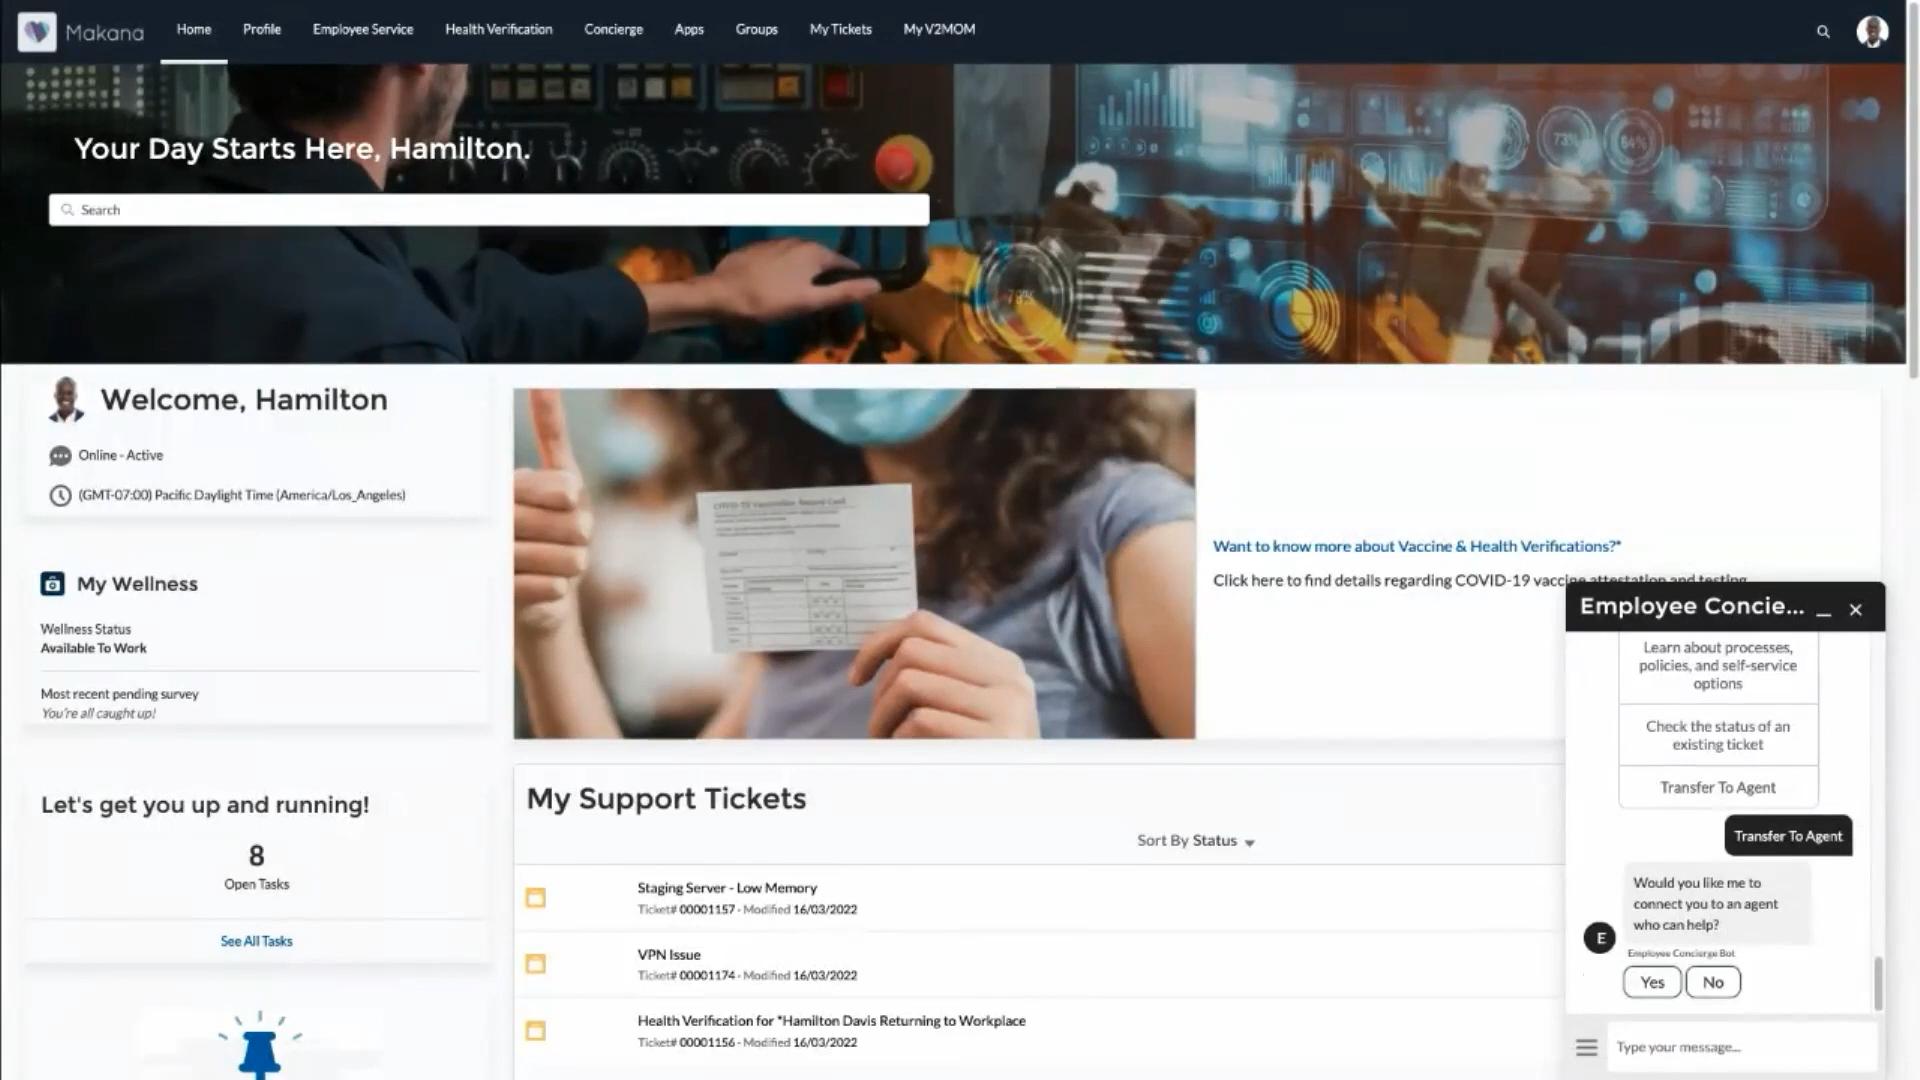 Makana
Home
Profile
Employee Service
Health Verification
Concierge
Apps
Groups
My Tickets
My V2MOM
Your Day Starts Here, Hamilton.
Search
73%
64%
78%
Welcome, Hamilton
Online - Active
(GMT-07:00) Pacific Daylight Time (America/Los_Angeles)
My Wellness
Wellness Status
Available To Work
Most recent pending survey
You're all caught up!
Let's get you up and running!
8
Open Tasks
See All Tasks
Want to know more about Vaccine & Health Verifications?*
Click here to find details regarding COVID-19 vaccine attestation and testing
My Support Tickets
Sort By Status
Staging Server - Low Memory
Ticket# 00001157 - Modified 16/03/2022
VPN Issue
Ticket# 00001174 - Modified 16/03/2022
Health Verification for *Hamilton Davis Returning to Workplace
Ticket# 00001156 - Modified 16/03/2022
Employee Concie...
Learn about processes,
policies, and self-service
options
Check the status of an
existing ticket
Transfer To Agent
Transfer To Agent
Would you like me to
connect you to an agent
who can help?
E
Employee Concierge Bot
Yes
No
Type your message...